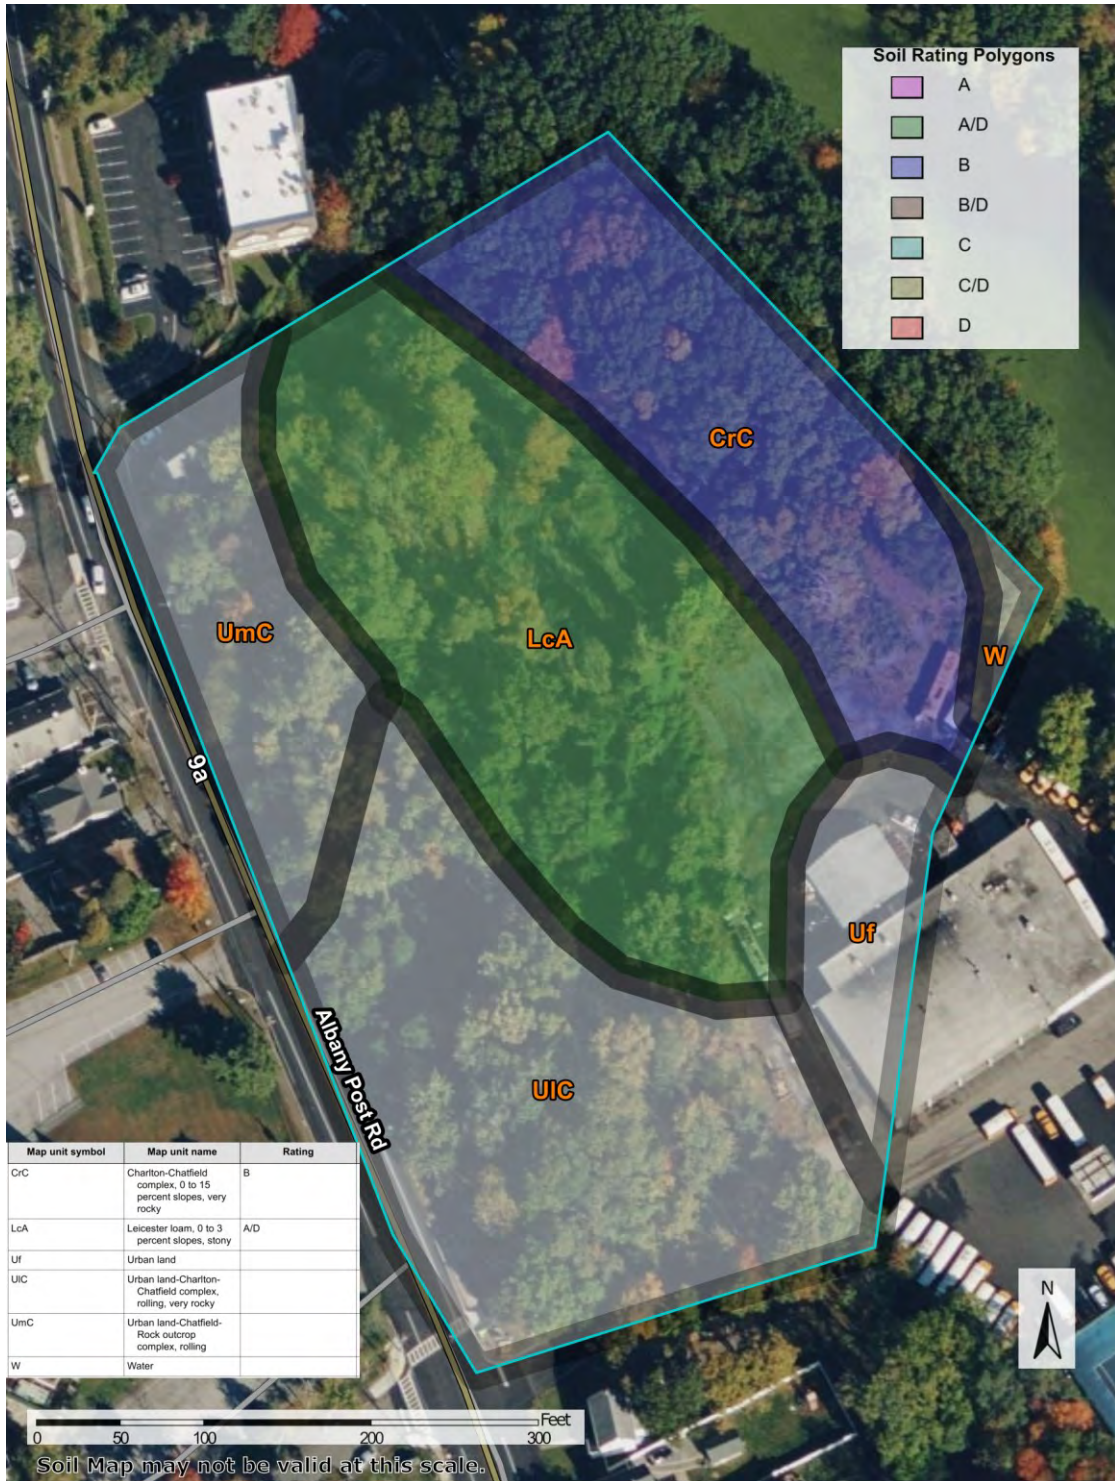 Soil Rating Polygons
A
A/D
B
B/D
C
C/D
D
CrC
UmC
LcA
W
9a
Uf
Albany Post Rd
UlC
Map unit symbol Map unit name Rating
CrC Charlton-Chatfield B
complex, 0 to 15
percent slopes, very
rocky
LcA Leicester loam, 0 to 3 A/D
percent slopes, stony
Uf Urban land
UlC Urban land-Charlton-
Chatfield complex,
rolling, very rocky
UmC Urban land-Chatfield-
Rock outcrop
complex, rolling
W Water
N
Feet
0 50 100 200 300
Soil Map may not be valid at this scale.